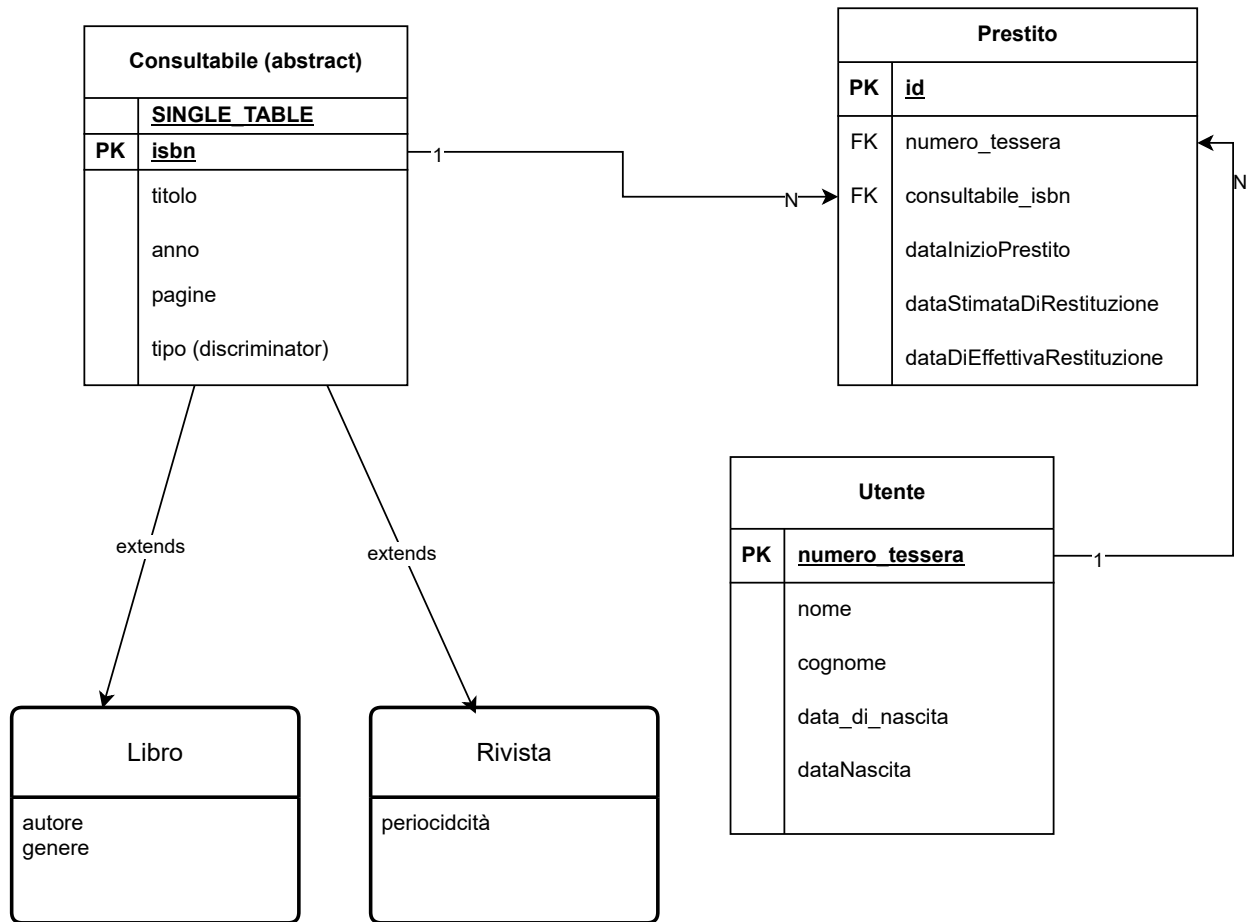 Consultabile (abstract)
SINGLE_TABLE
PK isbn
titolo
anno
pagine
tipo (discriminator)
1
N
Prestito
PK id
FK numero_tessera
FK consultabile_isbn
dataInizioPrestito
dataStimataDiRestituzione
dataDiEffettivaRestituzione
N
Utente
PK numero_tessera
1
nome
cognome
data_di_nascita
dataNascita
extends
extends
Libro
autore
genere
Rivista
periocidcità